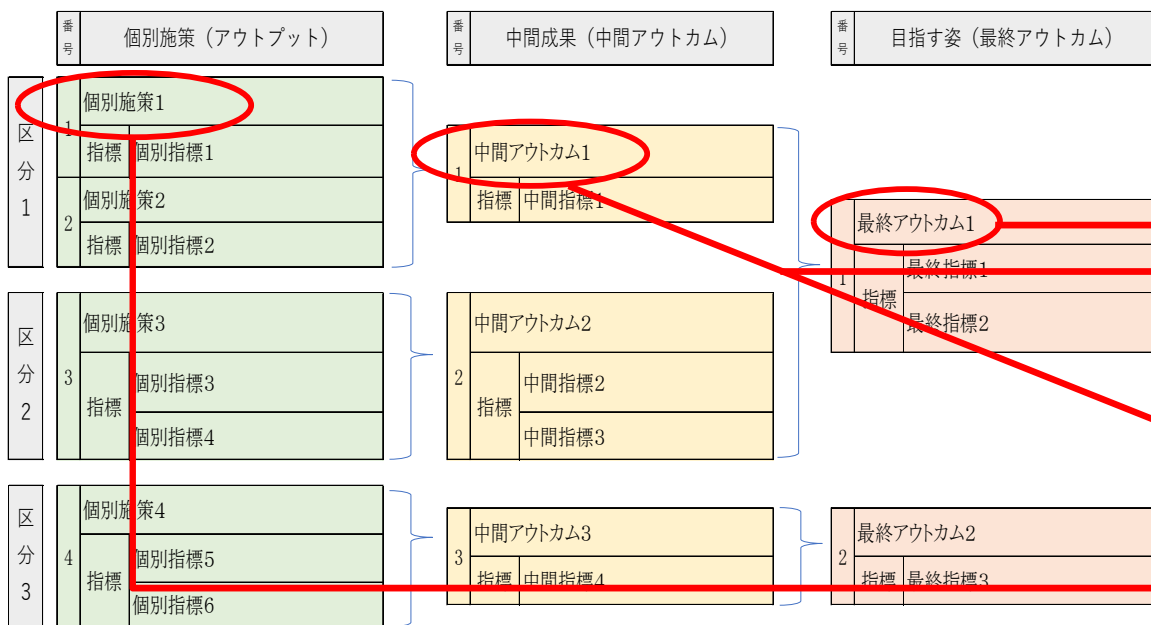 番号
個別施策（アウトプット）
番号
中間成果（中間アウトカム）
番号
目指す姿（最終アウトカム）
区分1
1
個別施策1
指標
個別指標1
2
個別施策2
指標
個別指標2
区分2
3
個別施策3
指標
個別指標3
個別指標4
区分3
4
個別施策4
指標
個別指標5
個別指標6
1
中間アウトカム1
指標
中間指標1
2
中間アウトカム2
指標
中間指標2
中間指標3
3
中間アウトカム3
指標
中間指標4
1
最終アウトカム1
指標
最終指標1
最終指標2
2
最終アウトカム2
指標
最終指標3